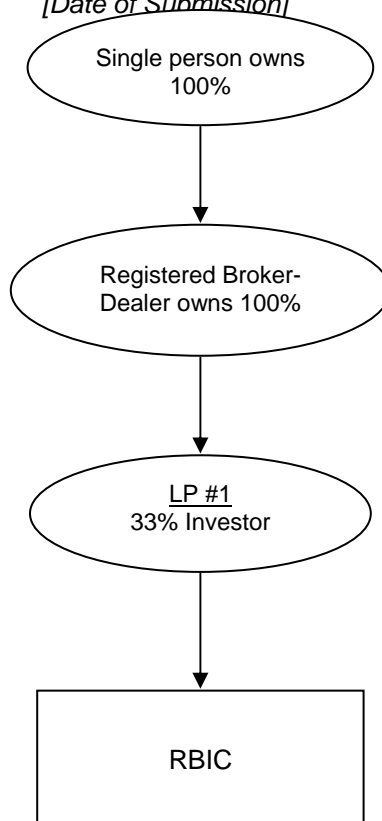 [Date of Submission]
Single person owns
100%
Registered Broker-
Dealer owns 100%
LP #1
33% Investor
RBIC